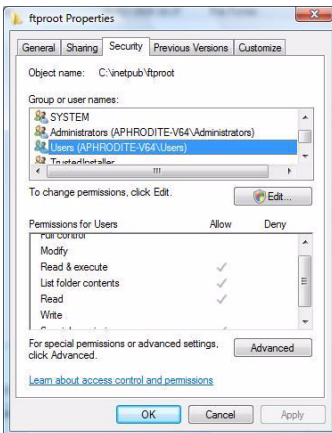 ftproot Properties
General Sharing Security Previous Versions Customize
Object name: C:\inetpub\ftproot
Group or user names:
SYSTEM
Administrators (APHRODITE-V64\Administrators)
Users (APHRODITE-V64\Users)
TrustedInstaller
To change permissions, click Edit.
Edit...
Permissions for Users Allow Deny
Full control
Modify
Read & execute
List folder contents
Read
Write
For special permissions or advanced settings,
click Advanced.
Advanced
Learn about access control and permissions
OK Cancel Apply